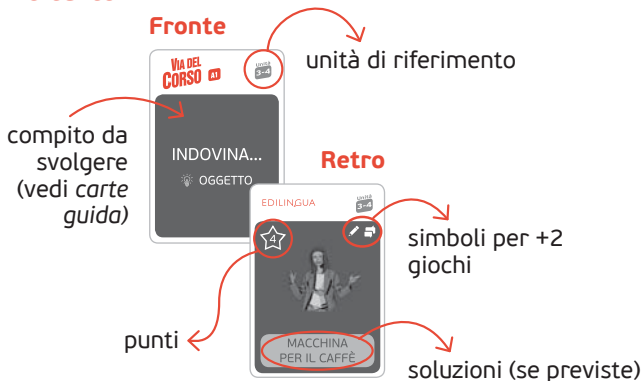 Fronte
VIA DEL
CORSO A1
Unità
3-4
unità di riferimento
compito da
svolgere
(vedi carte
guida)
INDOVINA...
OGGETTO
Retro
EDILINGUA
Unità
3-4
4
simboli per +2
giochi
punti
MACCHINA
PER IL CAFFÈ
soluzioni (se previste)